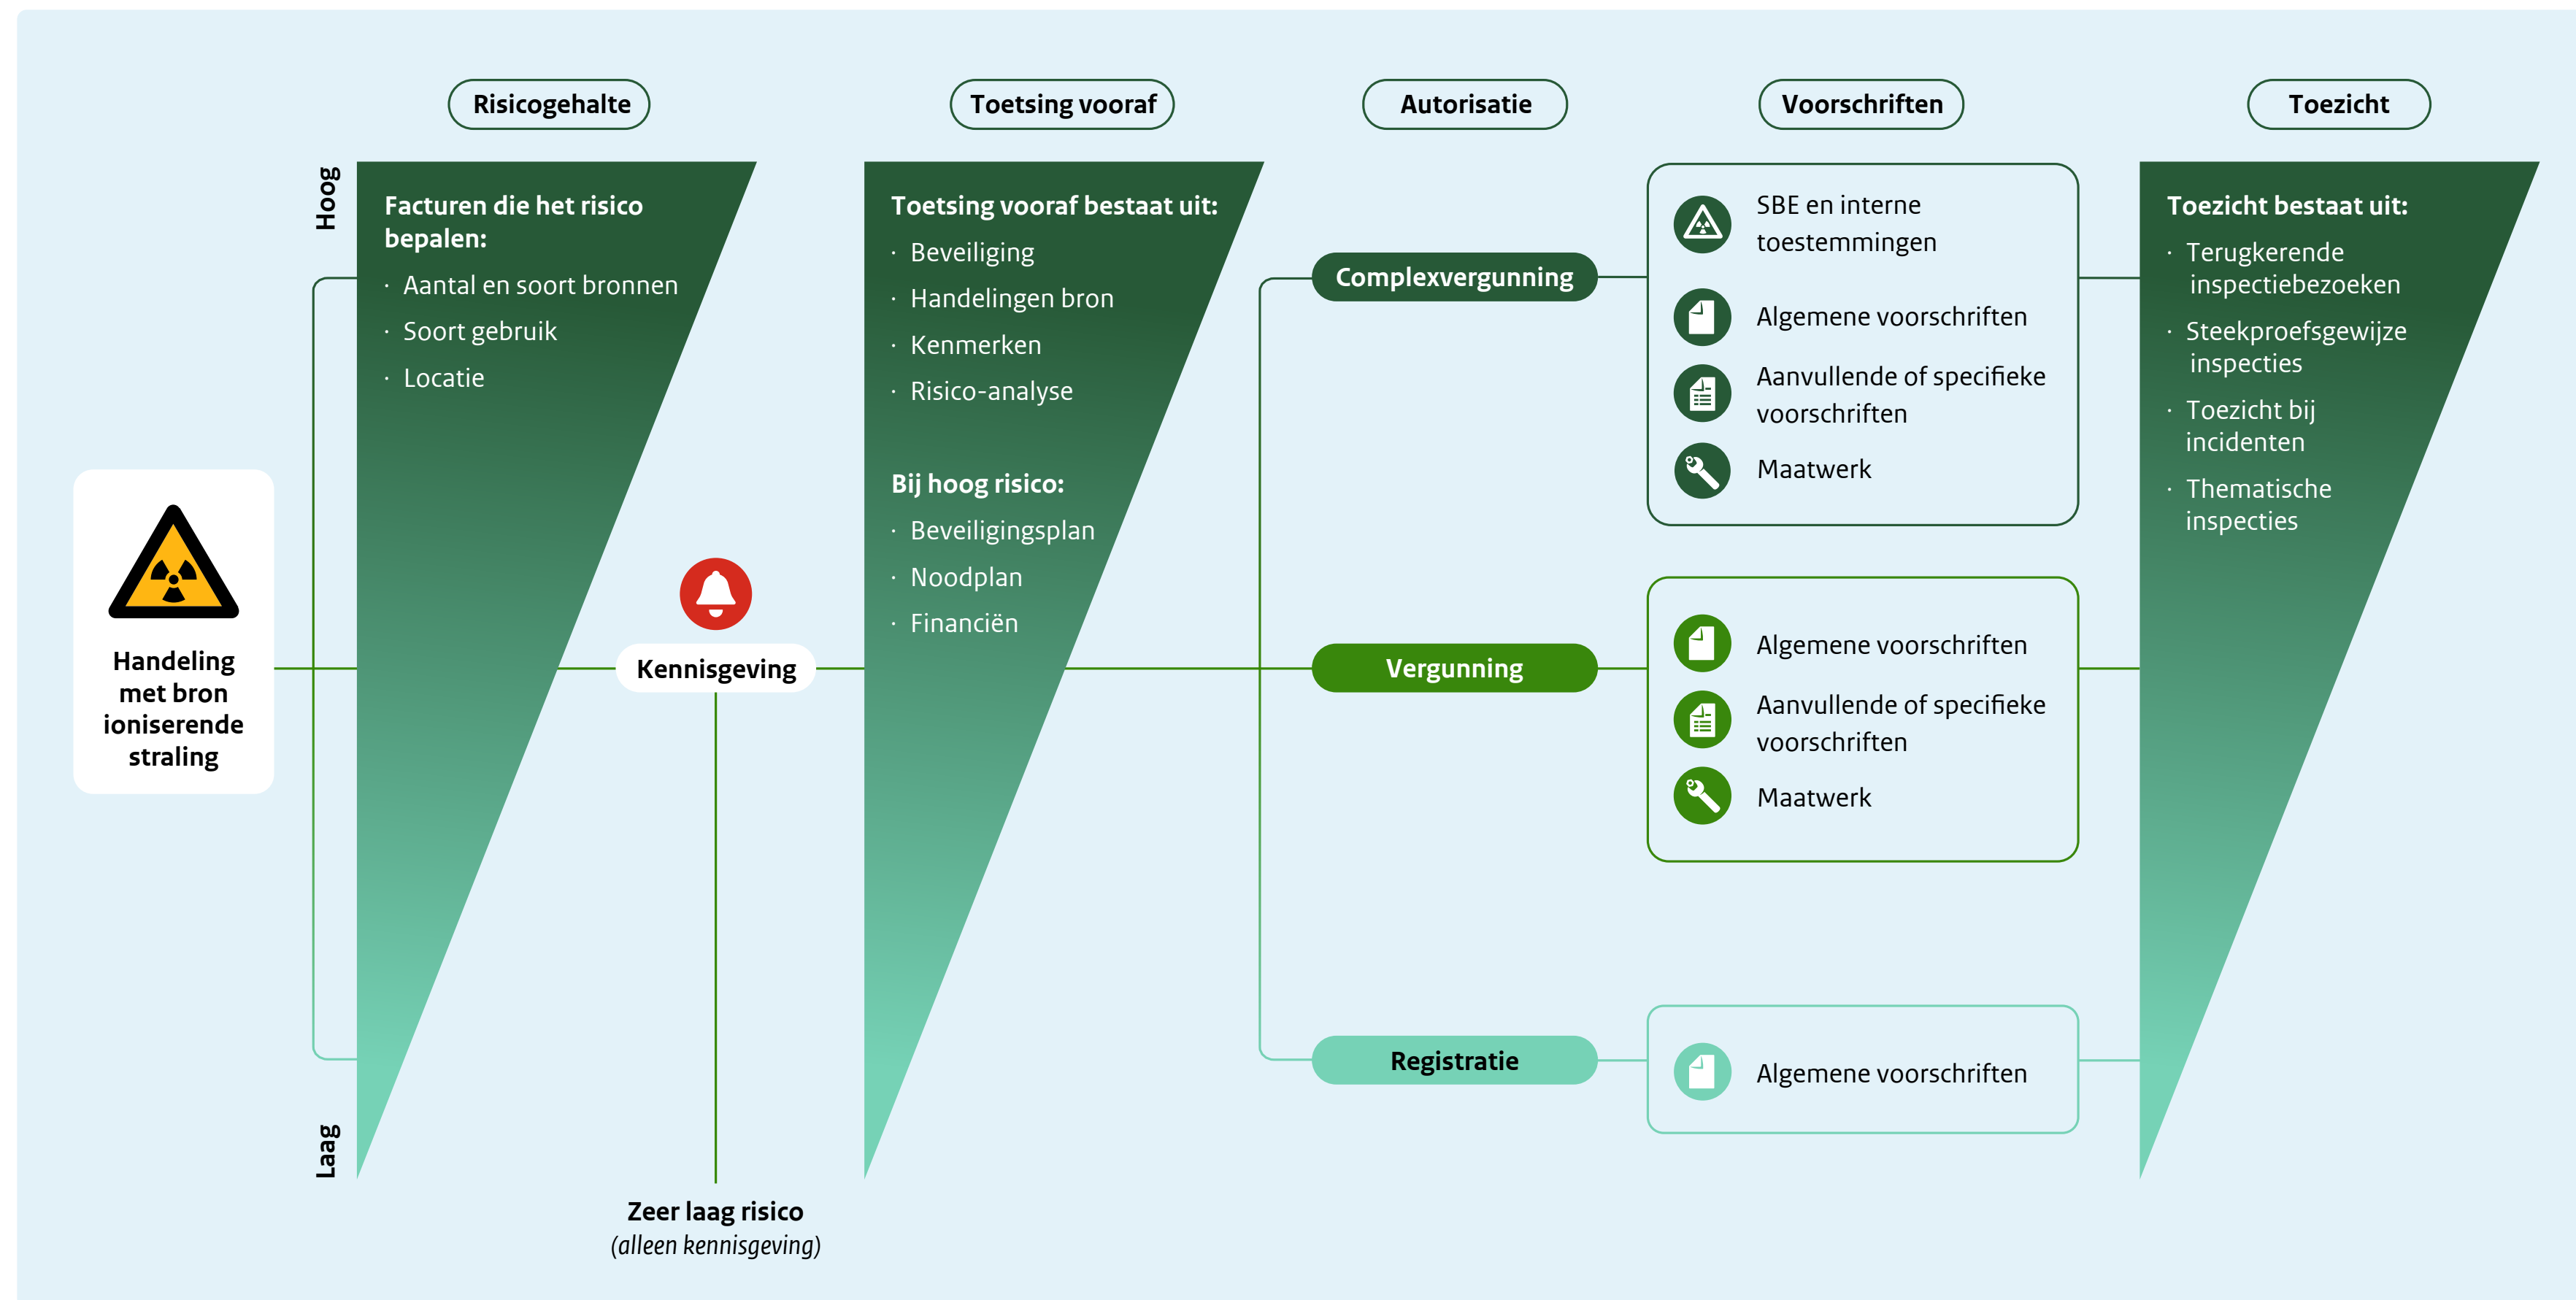 Risicogehalte
Toetsing vooraf
Autorisatie
Voorschriften
Toezicht
Hoog
Laag
Handeling
met bron
ioniserende
straling
Facturen die het risico
bepalen:
· Aantal en soort bronnen
· Soort gebruik
· Locatie
Kennisgeving
Zeer laag risico
(alleen kennisgeving)
Toetsing vooraf bestaat uit:
· Beveiliging
· Handelingen bron
· Kenmerken
· Risico-analyse
Bij hoog risico:
· Beveiligingsplan
· Noodplan
· Financiën
Complexvergunning
SBE en interne
toestemmingen
Algemene voorschriften
Aanvullende of specifieke
voorschriften
Maatwerk
Vergunning
Algemene voorschriften
Aanvullende of specifieke
voorschriften
Maatwerk
Registratie
Algemene voorschriften
Toezicht bestaat uit:
· Terugkerende
inspectiebezoeken
· Steekproefsgewijze
inspecties
· Toezicht bij
incidenten
· Thematische
inspecties